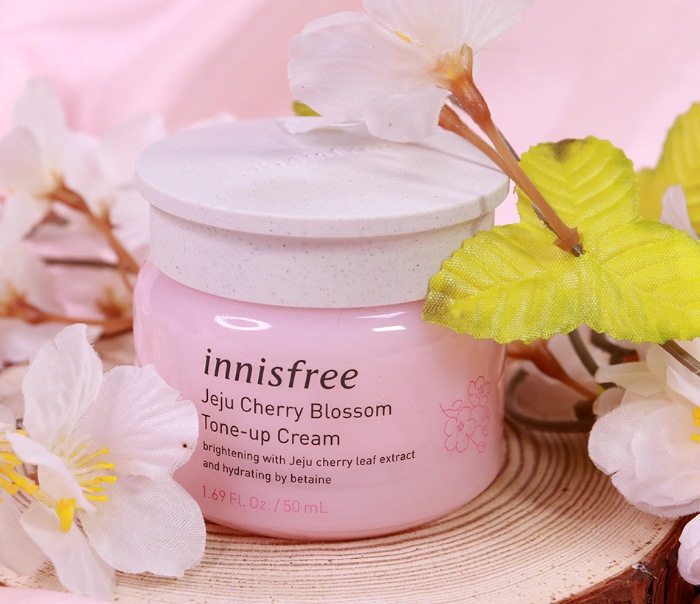 innisfree
Jeju Cherry Blossom
Tone-up Cream
brightening with Jeju cherry leaf extract
and hydrating by betaine
1.69 FL Oz. / 50 mL